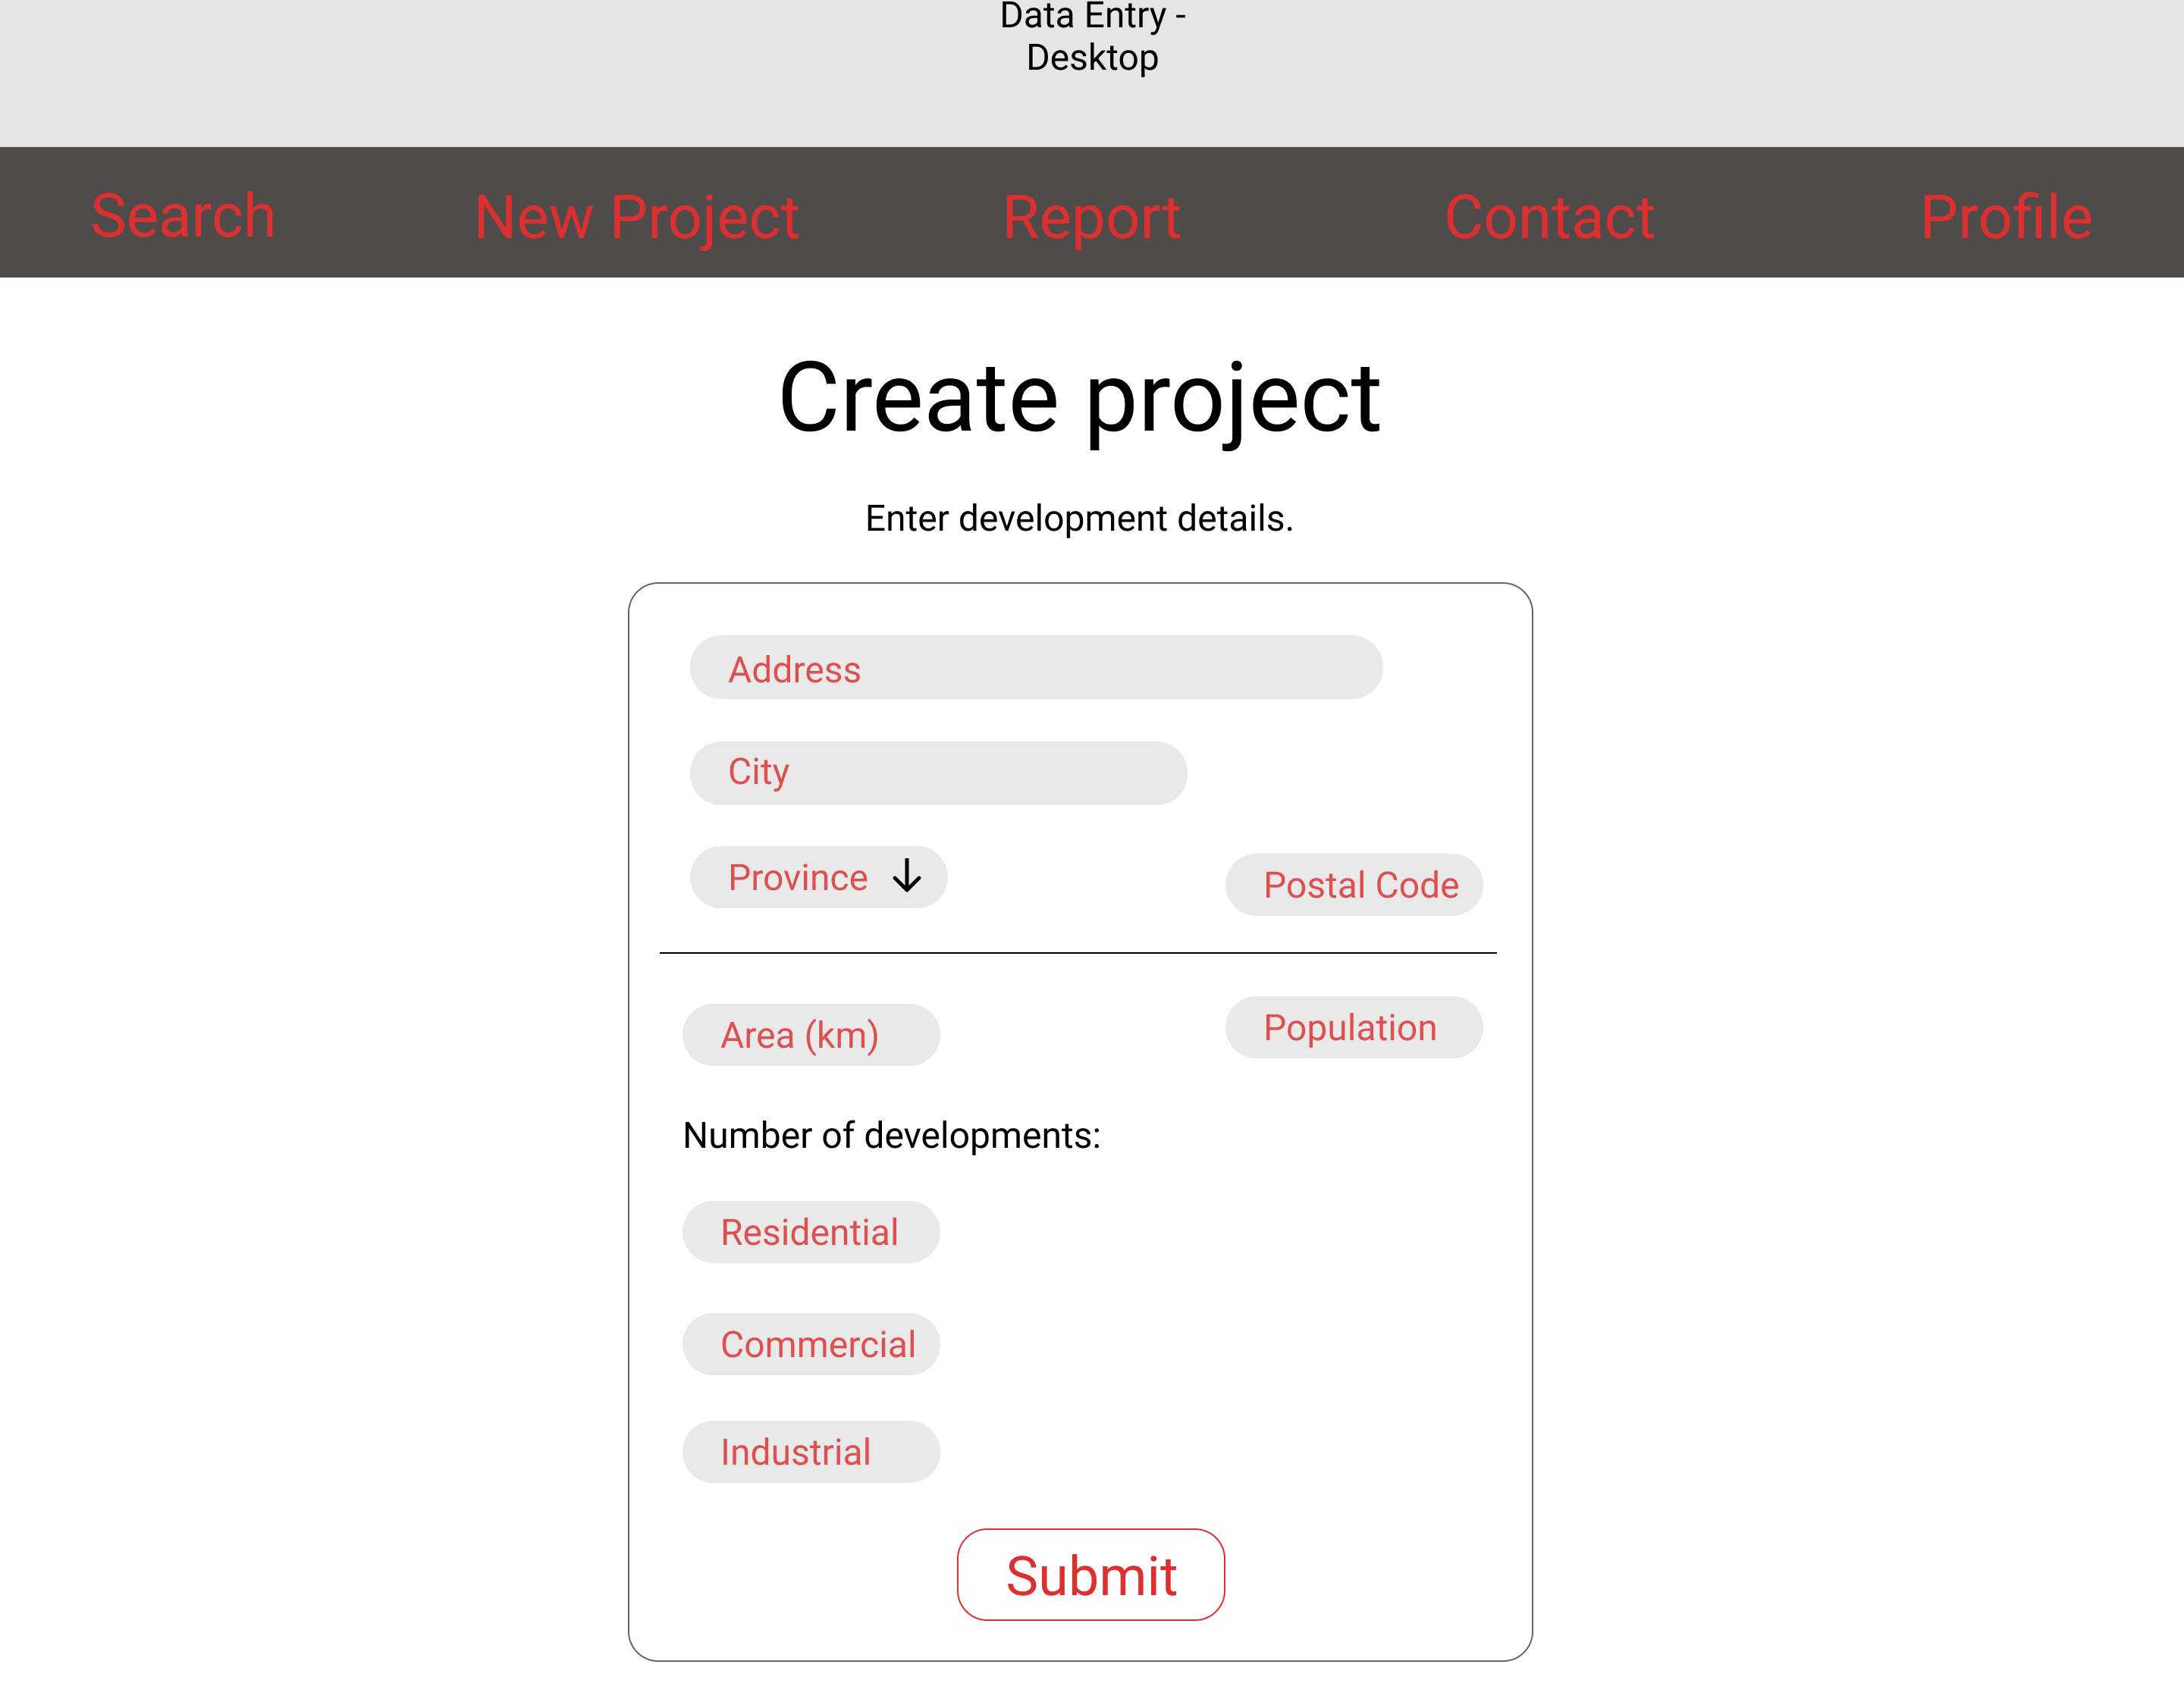 Data Entry -
Desktop
Search New Project Report Contact Profile
Create project
Enter development details.
Address
City
Province Postal Code
Area (km) Population
Number of developments:
Residential
Commercial
Industrial
Submit